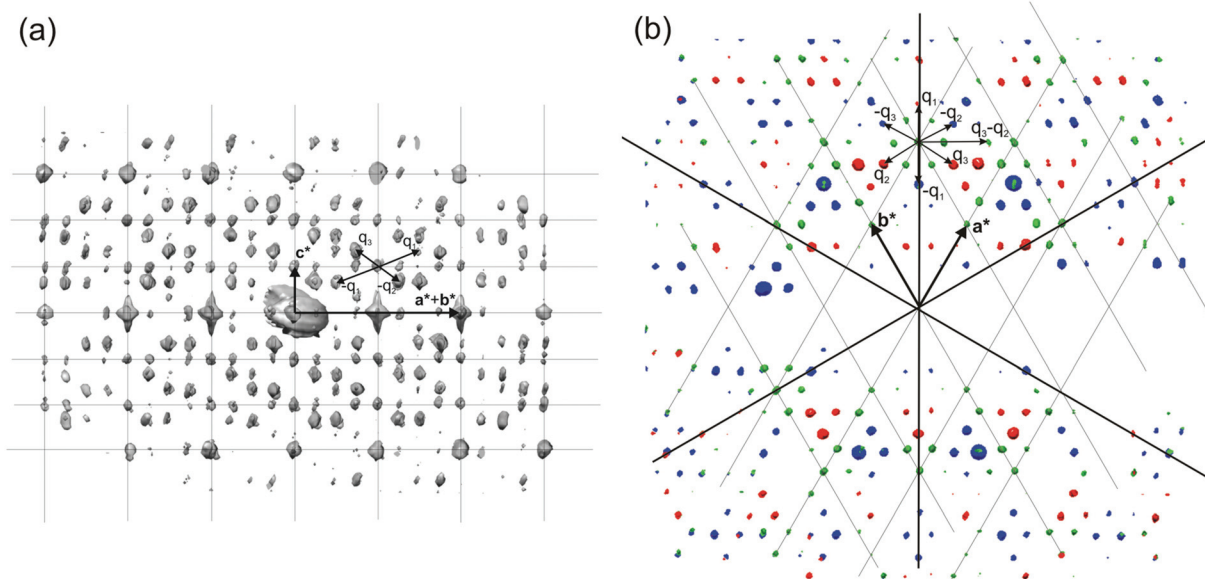 (a)
(b)
c*
q₃
q₁
-q₁
-q₂
a*+b*
q₁
-q₃
-q₂
q₃-q₂
q₂
q₃
-q₁
b*
a*